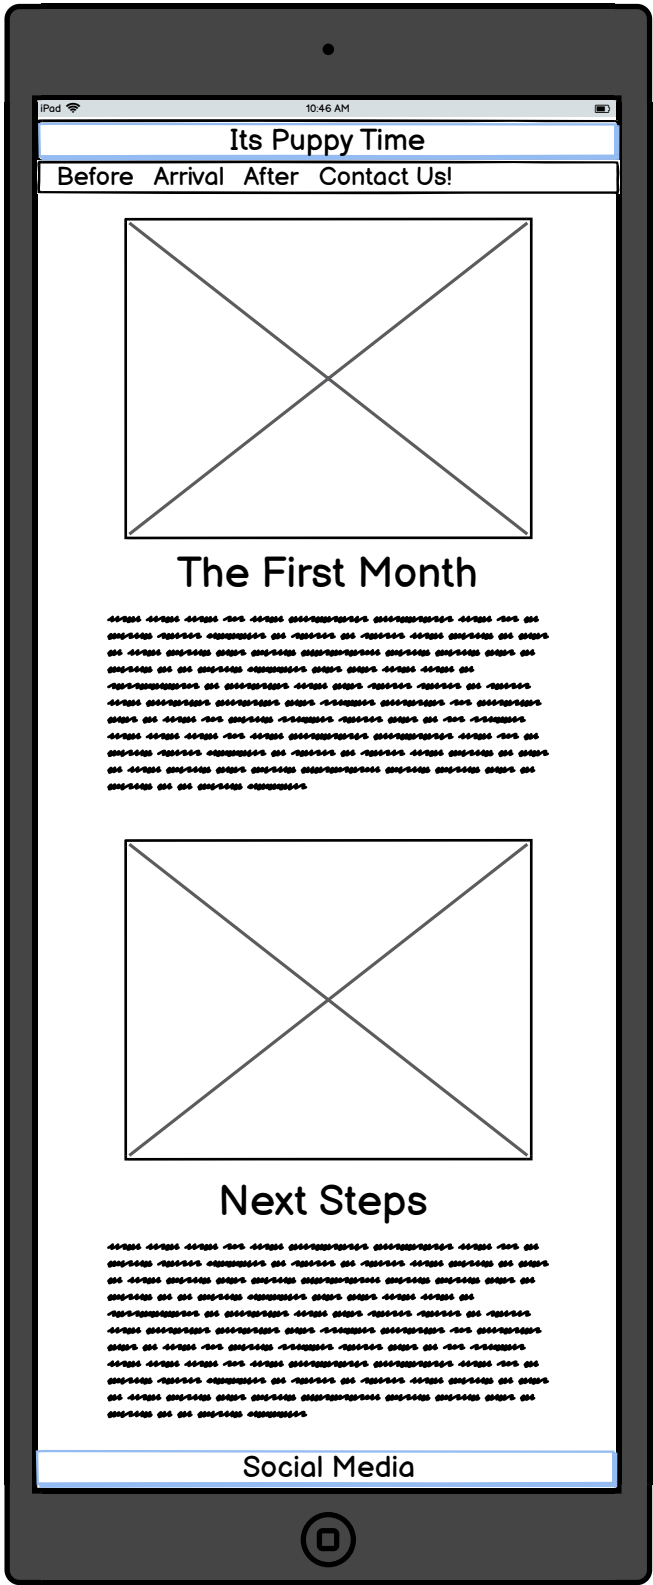 iPad
10:46 AM
Its Puppy Time
Before Arrival After Contact Us!
The First Month
Next Steps
Social Media